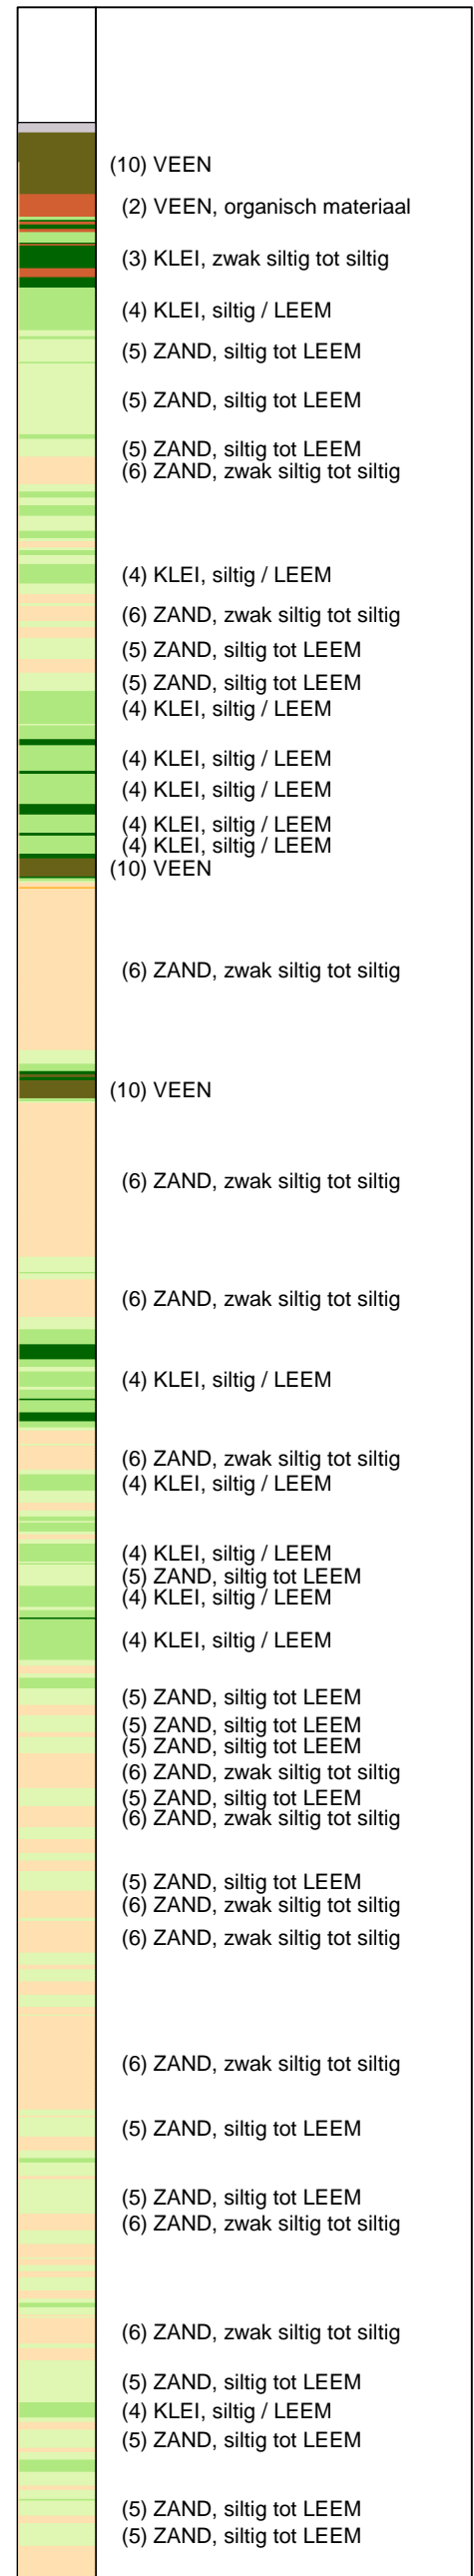 (10) VEEN
(2) VEEN, organisch materiaal
(3) KLEI, zwak siltig tot siltig
(4) KLEI, siltig / LEEM
(5) ZAND, siltig tot LEEM
(5) ZAND, siltig tot LEEM
(5) ZAND, siltig tot LEEM
(6) ZAND, zwak siltig tot siltig
(4) KLEI, siltig / LEEM
(6) ZAND, zwak siltig tot siltig
(5) ZAND, siltig tot LEEM
(5) ZAND, siltig tot LEEM
(4) KLEI, siltig / LEEM
(4) KLEI, siltig / LEEM
(4) KLEI, siltig / LEEM
(4) KLEI, siltig / LEEM
(4) KLEI, siltig / LEEM
(10) VEEN
(6) ZAND, zwak siltig tot siltig
(10) VEEN
(6) ZAND, zwak siltig tot siltig
(6) ZAND, zwak siltig tot siltig
(4) KLEI, siltig / LEEM
(6) ZAND, zwak siltig tot siltig
(4) KLEI, siltig / LEEM
(4) KLEI, siltig / LEEM
(5) ZAND, siltig tot LEEM
(4) KLEI, siltig / LEEM
(4) KLEI, siltig / LEEM
(5) ZAND, siltig tot LEEM
(5) ZAND, siltig tot LEEM
(5) ZAND, siltig tot LEEM
(6) ZAND, zwak siltig tot siltig
(5) ZAND, siltig tot LEEM
(6) ZAND, zwak siltig tot siltig
(5) ZAND, siltig tot LEEM
(6) ZAND, zwak siltig tot siltig
(6) ZAND, zwak siltig tot siltig
(6) ZAND, zwak siltig tot siltig
(5) ZAND, siltig tot LEEM
(5) ZAND, siltig tot LEEM
(6) ZAND, zwak siltig tot siltig
(6) ZAND, zwak siltig tot siltig
(5) ZAND, siltig tot LEEM
(4) KLEI, siltig / LEEM
(5) ZAND, siltig tot LEEM
(5) ZAND, siltig tot LEEM
(5) ZAND, siltig tot LEEM